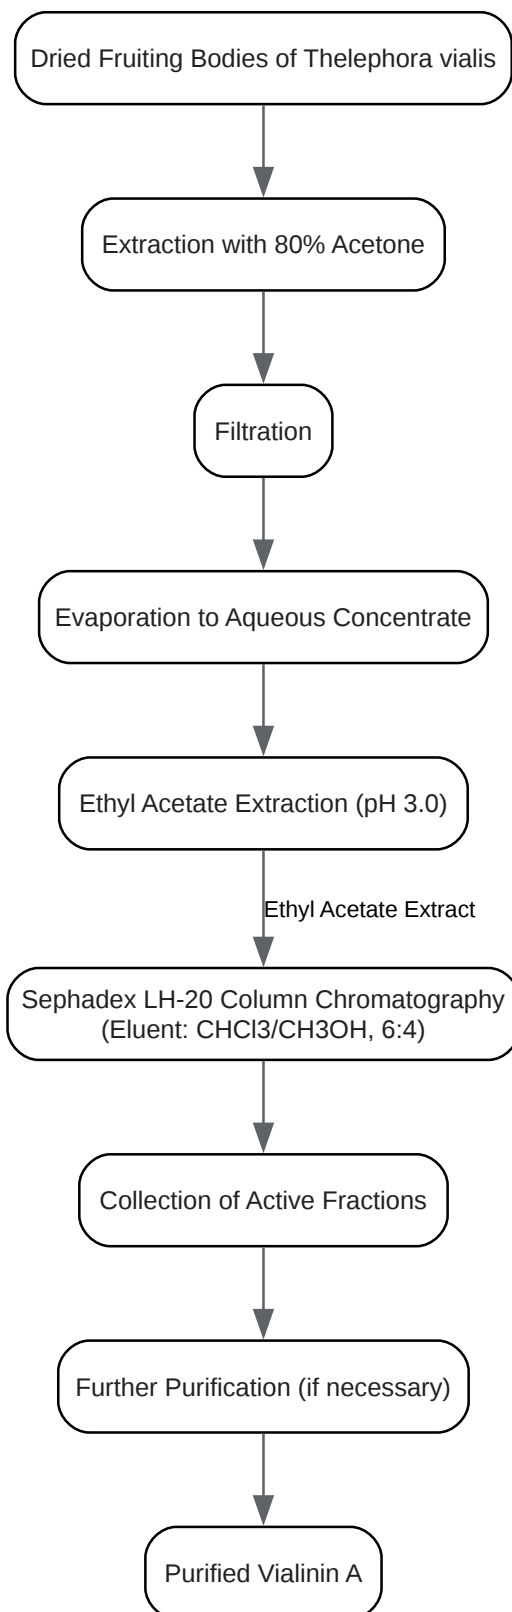 Dried Fruiting Bodies of Thelephora vialis
Extraction with 80% Acetone
Filtration
Evaporation to Aqueous Concentrate
Ethyl Acetate Extraction (pH 3.0)
Ethyl Acetate Extract
Sephadex LH-20 Column Chromatography
(Eluent: CHCl3/CH3OH, 6:4)
Collection of Active Fractions
Further Purification (if necessary)
Purified Vialinin A